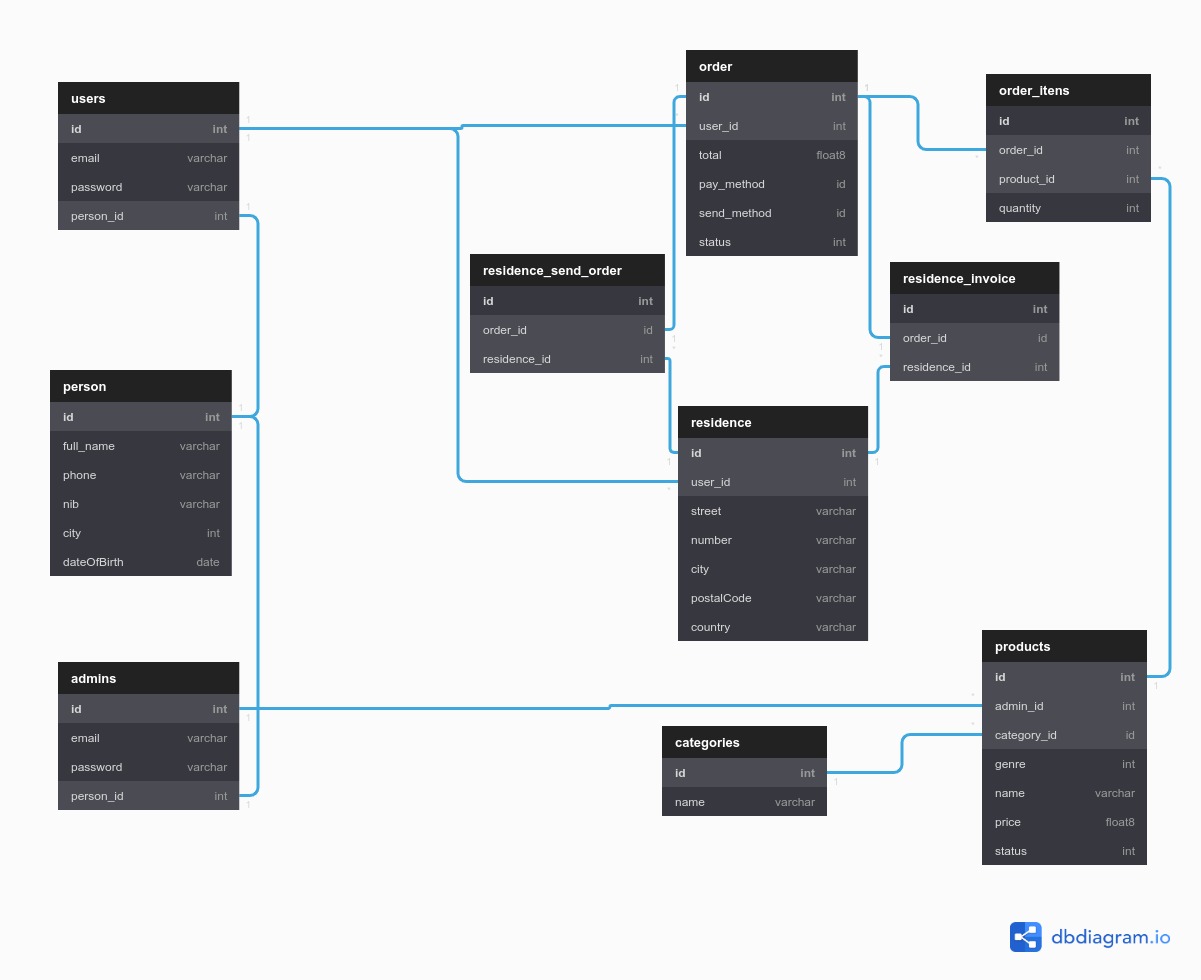 users
id int
email varchar
password varchar
person_id int
person
id int
full_name varchar
phone varchar
nib varchar
city int
dateOfBirth date
admins
id int
email varchar
password varchar
person_id int
residence_send_order
id int
order_id id
residence_id int
order
id int
user_id int
total float8
pay_method id
send_method id
status int
residence
id int
user_id int
street varchar
number varchar
city varchar
postalCode varchar
country varchar
categories
id int
name varchar
order_itens
id int
order_id int
product_id int
quantity int
residence_invoice
id int
order_id id
residence_id int
products
id int
admin_id int
category_id id
genre int
name varchar
price float8
status int
dbdiagram.io